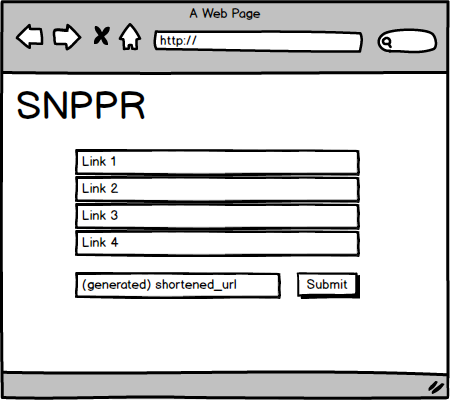 A Web Page
http://
SNPPR
Link 1
Link 2
Link 3
Link 4
(generated) shortened_url Submit